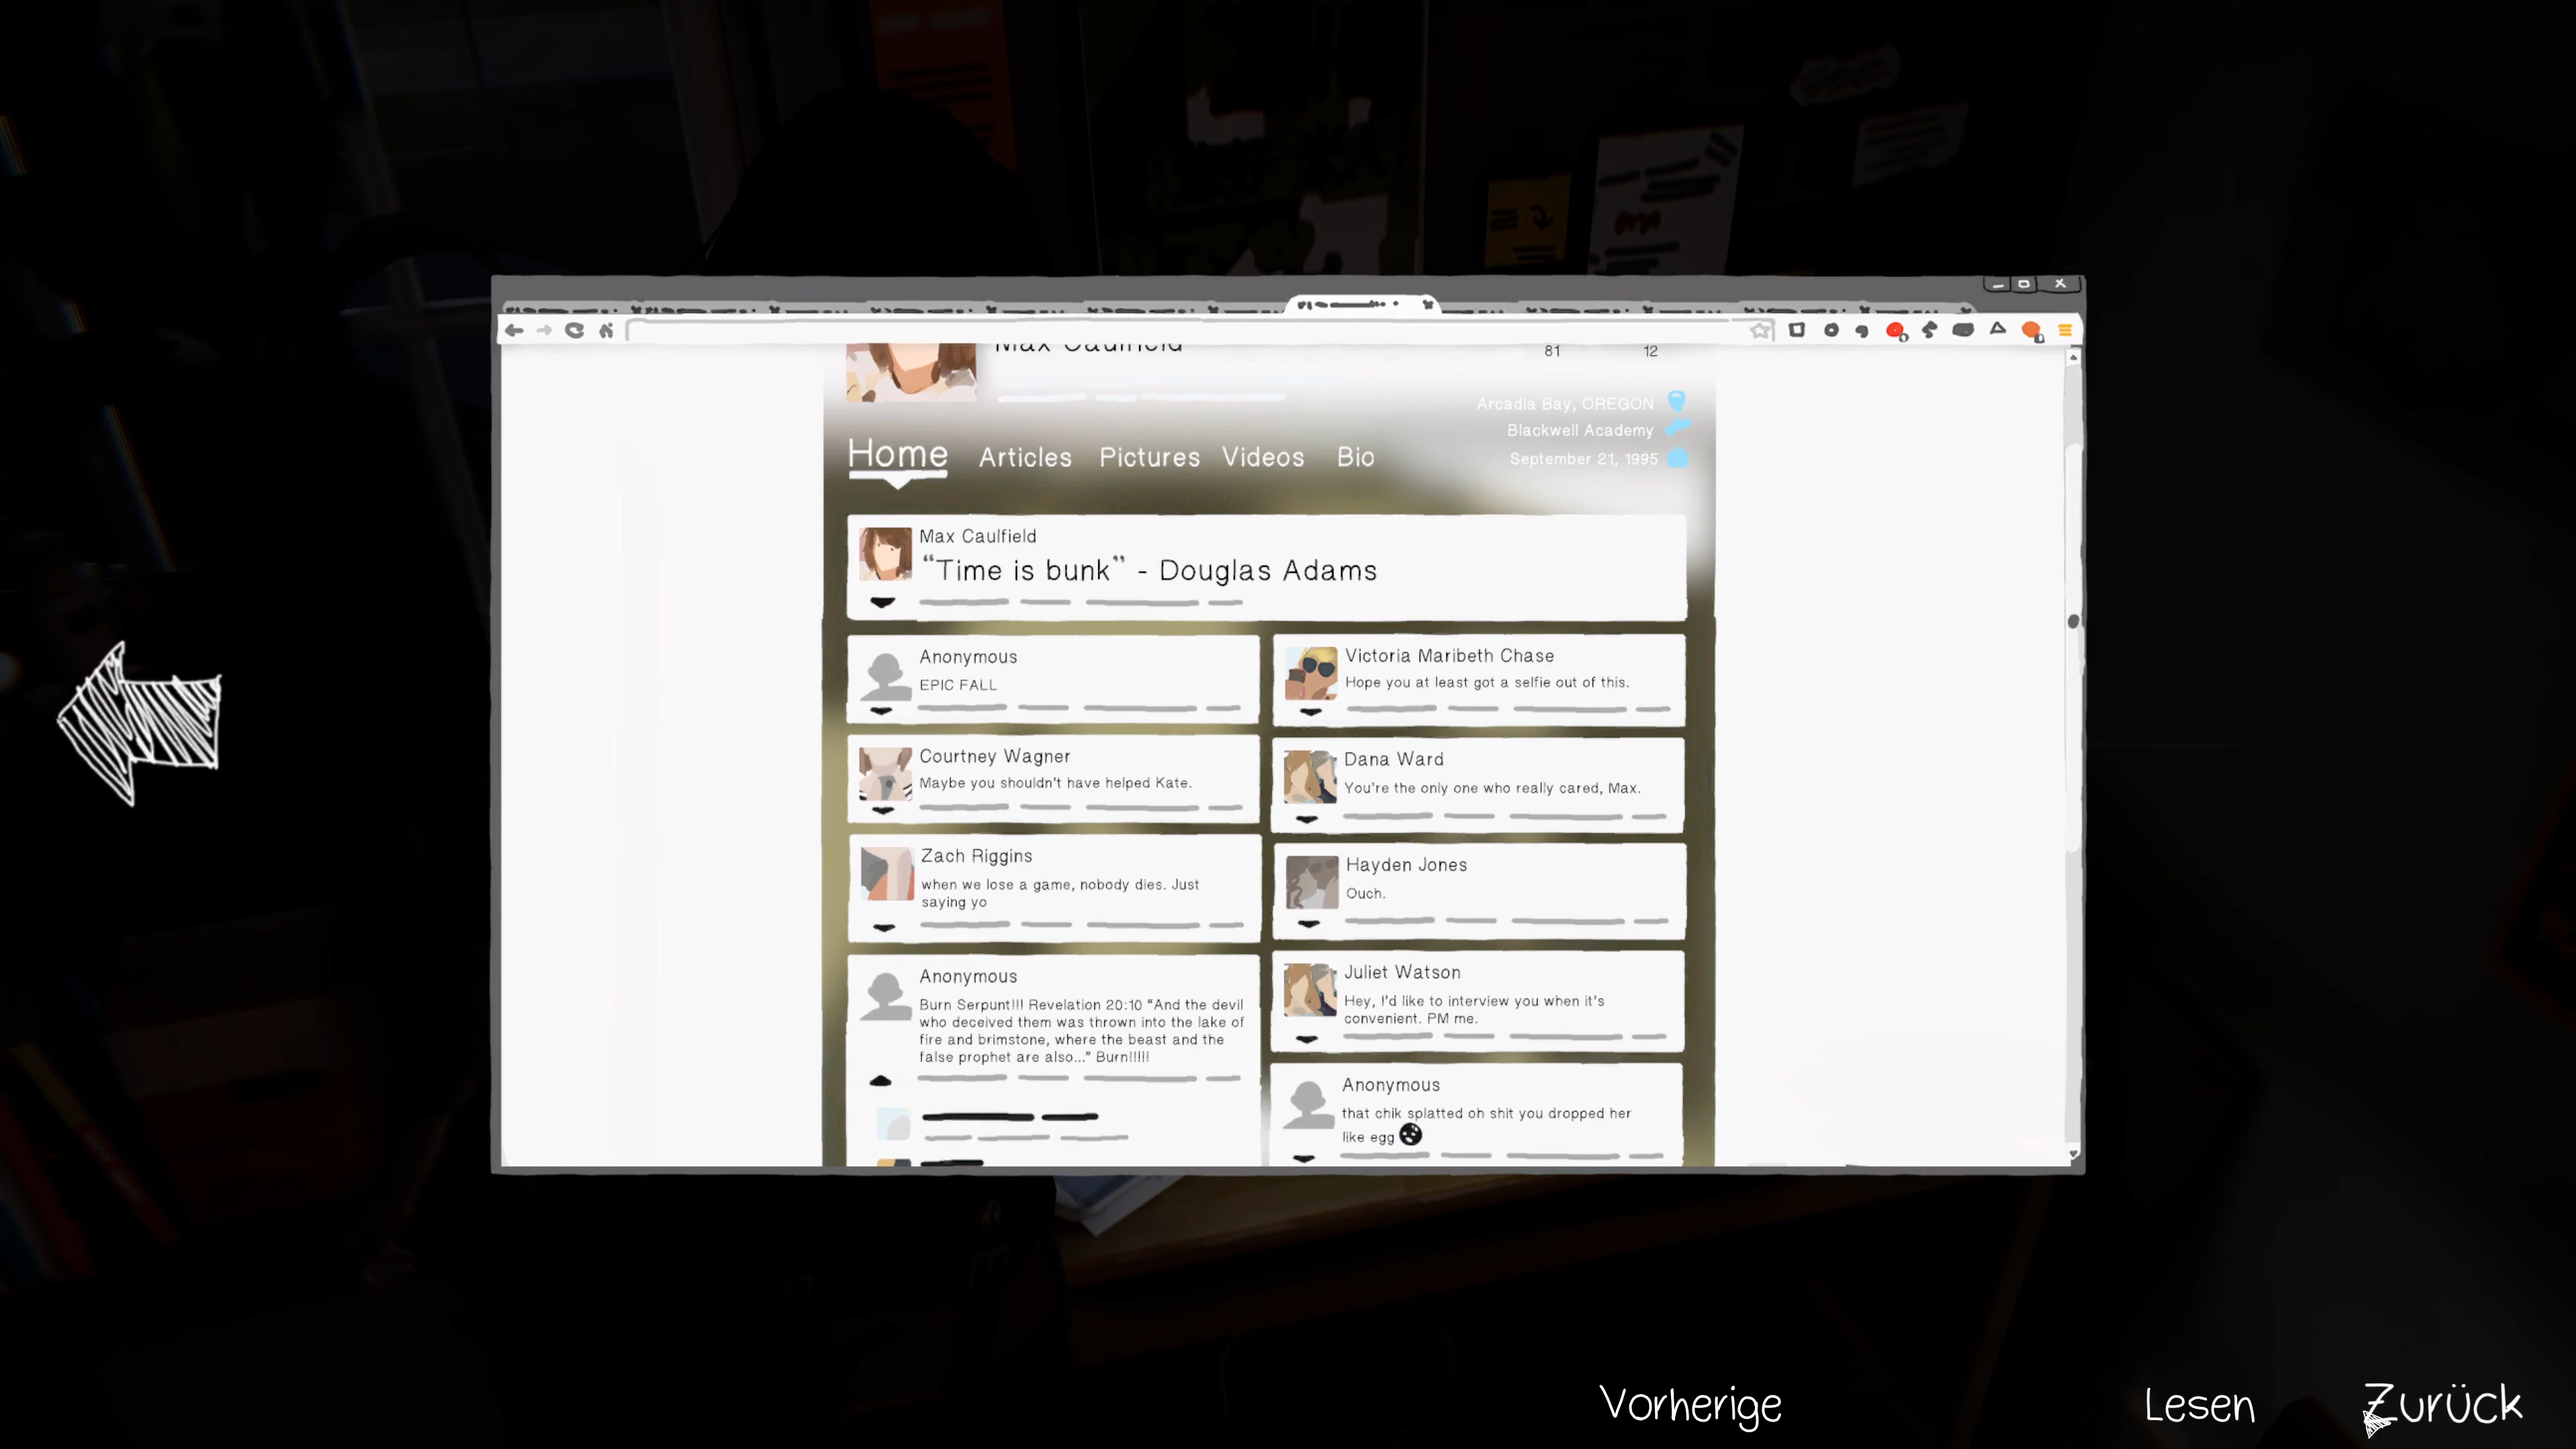 Max Caulfield
81 12
Arcadia Bay, OREGON
Blackwell Academy
September 21, 1995
Home Articles Pictures Videos Bio
Max Caulfield
“Time is bunk” - Douglas Adams
Anonymous
EPIC FALL
Courtney Wagner
Maybe you shouldn't have helped Kate.
Zach Riggins
when we lose a game, nobody dies. Just
saying yo
Anonymous
Burn Serpunt!!! Revelation 20:10 “And the devil
who deceived them was thrown into the lake of
fire and brimstone, where the beast and the
false prophet are also...” Burn!!!!!
Victoria Maribeth Chase
Hope you at least got a selfie out of this.
Dana Ward
You're the only one who really cared, Max.
Hayden Jones
Ouch.
Juliet Watson
Hey, I'd like to interview you when it's
convenient. PM me.
Anonymous
that chik splatted oh shit you dropped her
like egg
Vorherige Lesen Zurück